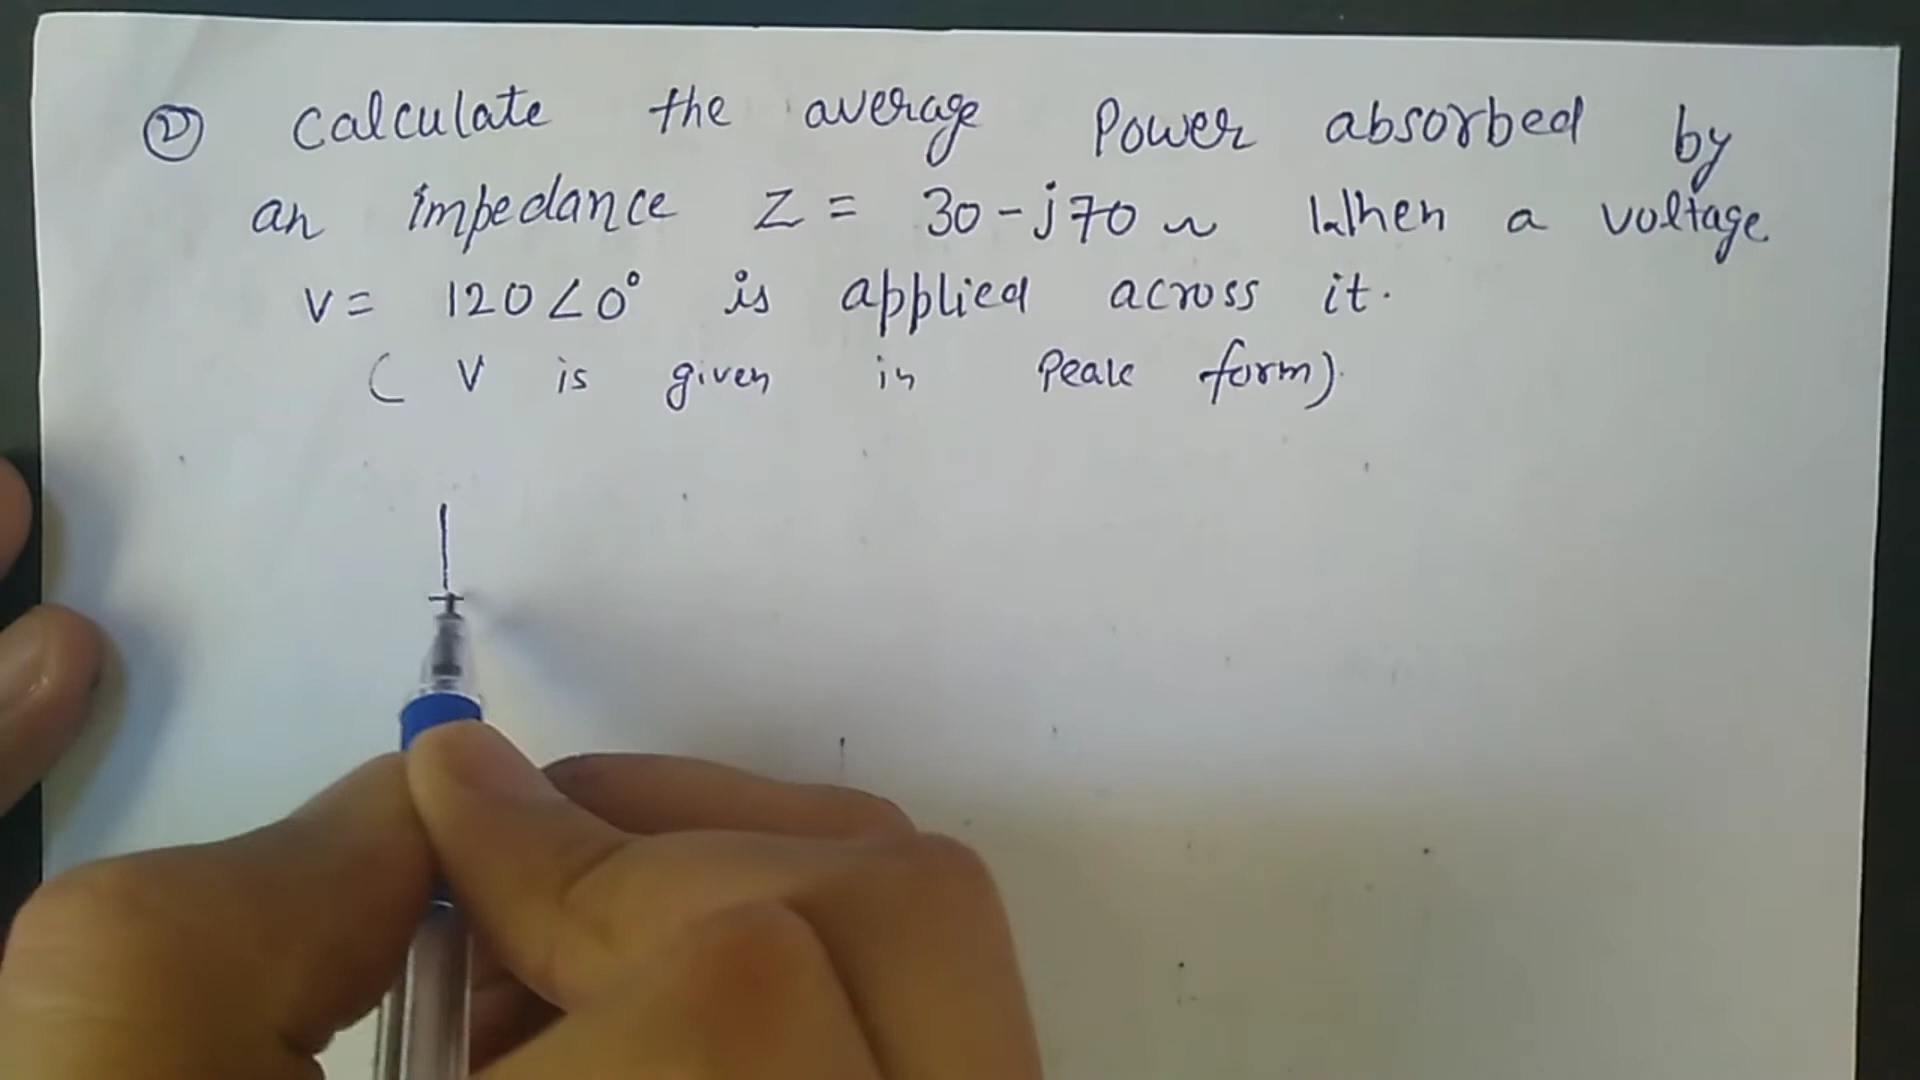 ② Calculate the average Power absorbed by
an impedance Z = 30 - j70 ~ When a voltage
V = 120∠0° is applied across it.
( V is given in Peak form).